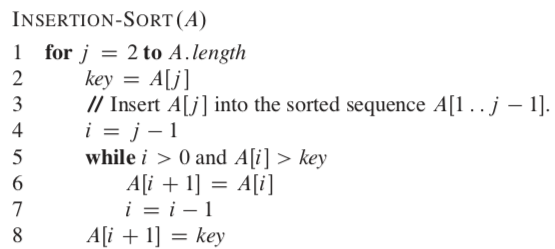 INSERTION-SORT(A)
1 for j = 2 to A.length
2 key = A[j]
3 // Insert A[j] into the sorted sequence A[1 . . j − 1].
4 i = j − 1
5 while i > 0 and A[i] > key
6 A[i + 1] = A[i]
7 i = i − 1
8 A[i + 1] = key